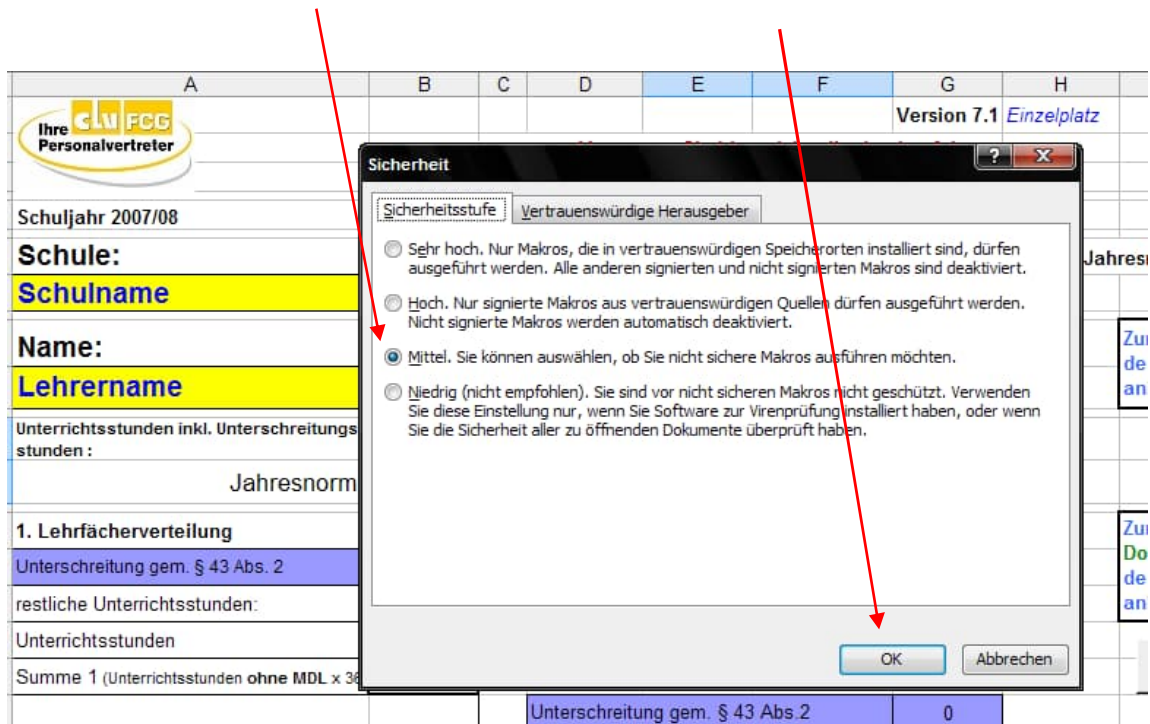 A B C D E F G H
Ihre CLU FCG
Personalvertreter
Version 7.1 Einzelplatz
Sicherheit
Sicherheitsstufe Vertrauenswürdige Herausgeber
Schuljahr 2007/08
Sehr hoch. Nur Makros, die in vertrauenswürdigen Speicherorten installiert sind, dürfen
ausgeführt werden. Alle anderen signierten und nicht signierten Makros sind deaktiviert.
Schule:
Schulname
Hoch. Nur signierte Makros aus vertrauenswürdigen Quellen dürfen ausgeführt werden.
Nicht signierte Makros werden automatisch deaktiviert.
Name:
Mittel. Sie können auswählen, ob Sie nicht sichere Makros ausführen möchten.
Lehrername
Niedrig (nicht empfohlen). Sie sind vor nicht sicheren Makros nicht geschützt. Verwenden
Sie diese Einstellung nur, wenn Sie Software zur Virenprüfung installiert haben, oder wenn
Sie die Sicherheit aller zu öffnenden Dokumente überprüft haben.
Unterrichtsstunden inkl. Unterschreitungs
stunden :
Jahresnorm
1. Lehrfächerverteilung
Unterschreitung gem. § 43 Abs. 2
restliche Unterrichtsstunden:
Unterrichtsstunden
Summe 1 (Unterrichtsstunden ohne MDL x 36
OK Abbrechen
Unterschreitung gem. § 43 Abs.2 0